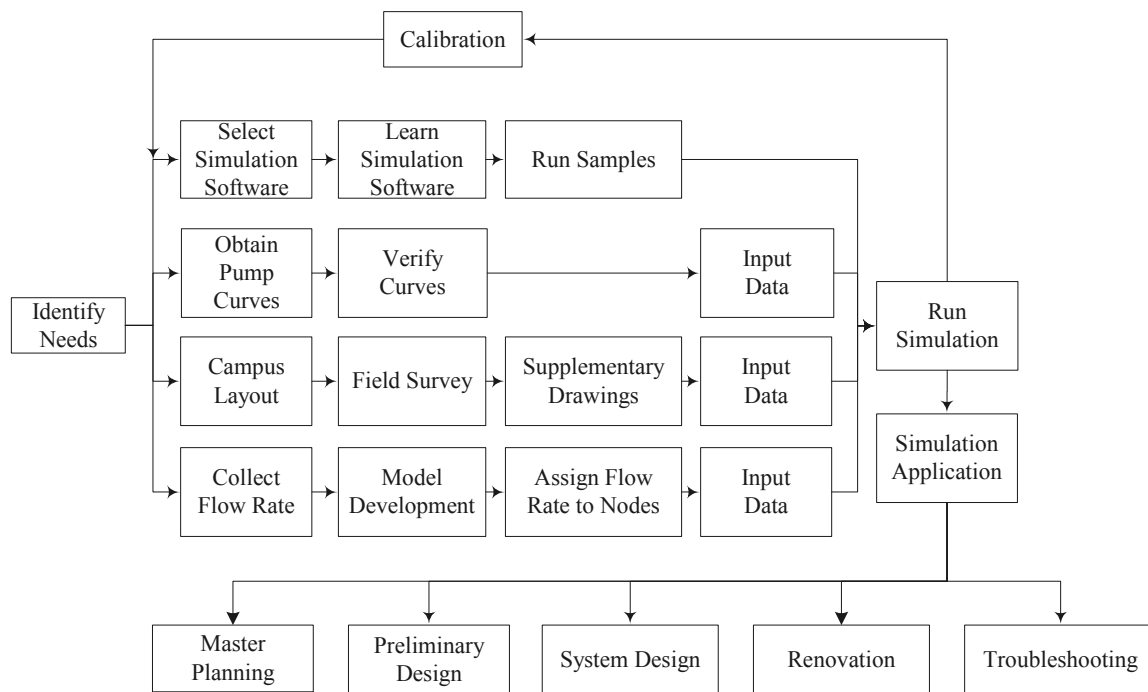 Calibration
Select
Simulation
Software
Learn
Simulation
Software
Run Samples
Obtain
Pump
Curves
Verify
Curves
Input
Data
Identify
Needs
Run
Simulation
Campus
Layout
Field Survey
Supplementary
Drawings
Input
Data
Simulation
Application
Collect
Flow Rate
Model
Development
Assign Flow
Rate to Nodes
Input
Data
Master
Planning
Preliminary
Design
System Design
Renovation
Troubleshooting